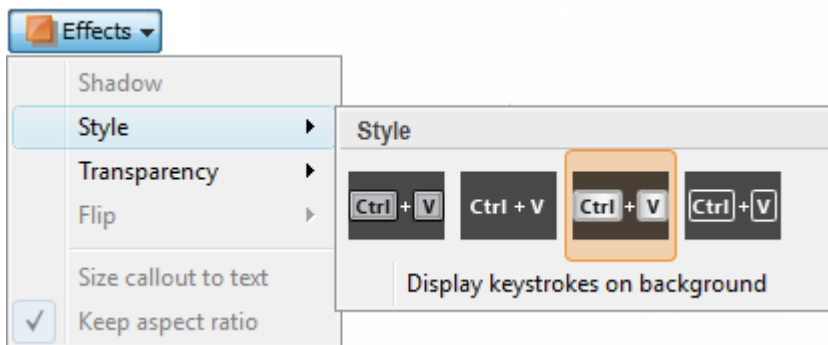 Effects
Shadow
Style
Transparency
Flip
Size callout to text
Keep aspect ratio
Style
Ctrl + V
Ctrl + V
Ctrl + V
Ctrl + V
Display keystrokes on background